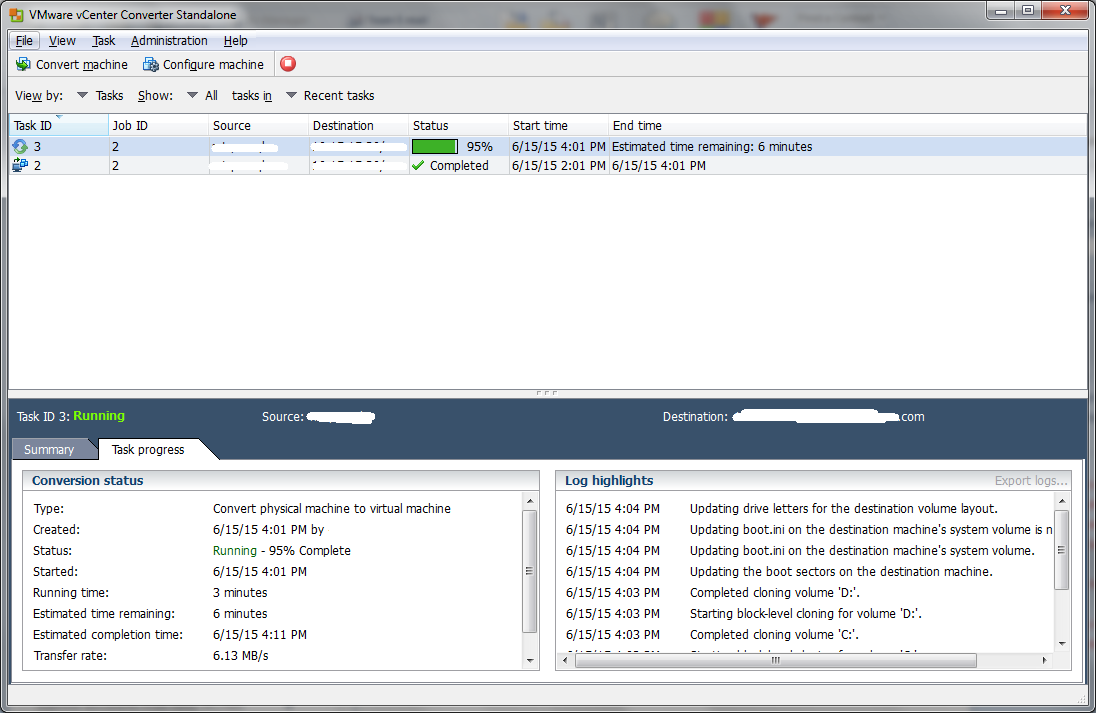 VMware vCenter Converter Standalone
File View Task Administration Help
Convert machine Configure machine
View by: Tasks Show: All tasks in Recent tasks
Task ID Job ID Source Destination Status Start time End time
3 2 95% 6/15/15 4:01 PM Estimated time remaining: 6 minutes
2 2 Completed 6/15/15 2:01 PM 6/15/15 4:01 PM
Task ID 3: Running Source: Destination: .com
Summary Task progress
Conversion status
Type: Convert physical machine to virtual machine
Created: 6/15/15 4:01 PM by
Status: Running - 95% Complete
Started: 6/15/15 4:01 PM
Running time: 3 minutes
Estimated time remaining: 6 minutes
Estimated completion time: 6/15/15 4:11 PM
Transfer rate: 6.13 MB/s
Log highlights Export logs...
6/15/15 4:04 PM Updating drive letters for the destination volume layout.
6/15/15 4:04 PM Updating boot.ini on the destination machine's system volume is n
6/15/15 4:04 PM Updating boot.ini on the destination machine's system volume.
6/15/15 4:04 PM Updating the boot sectors on the destination machine.
6/15/15 4:03 PM Completed cloning volume 'D:'.
6/15/15 4:03 PM Starting block-level cloning for volume 'D:'.
6/15/15 4:03 PM Completed cloning volume 'C:'.